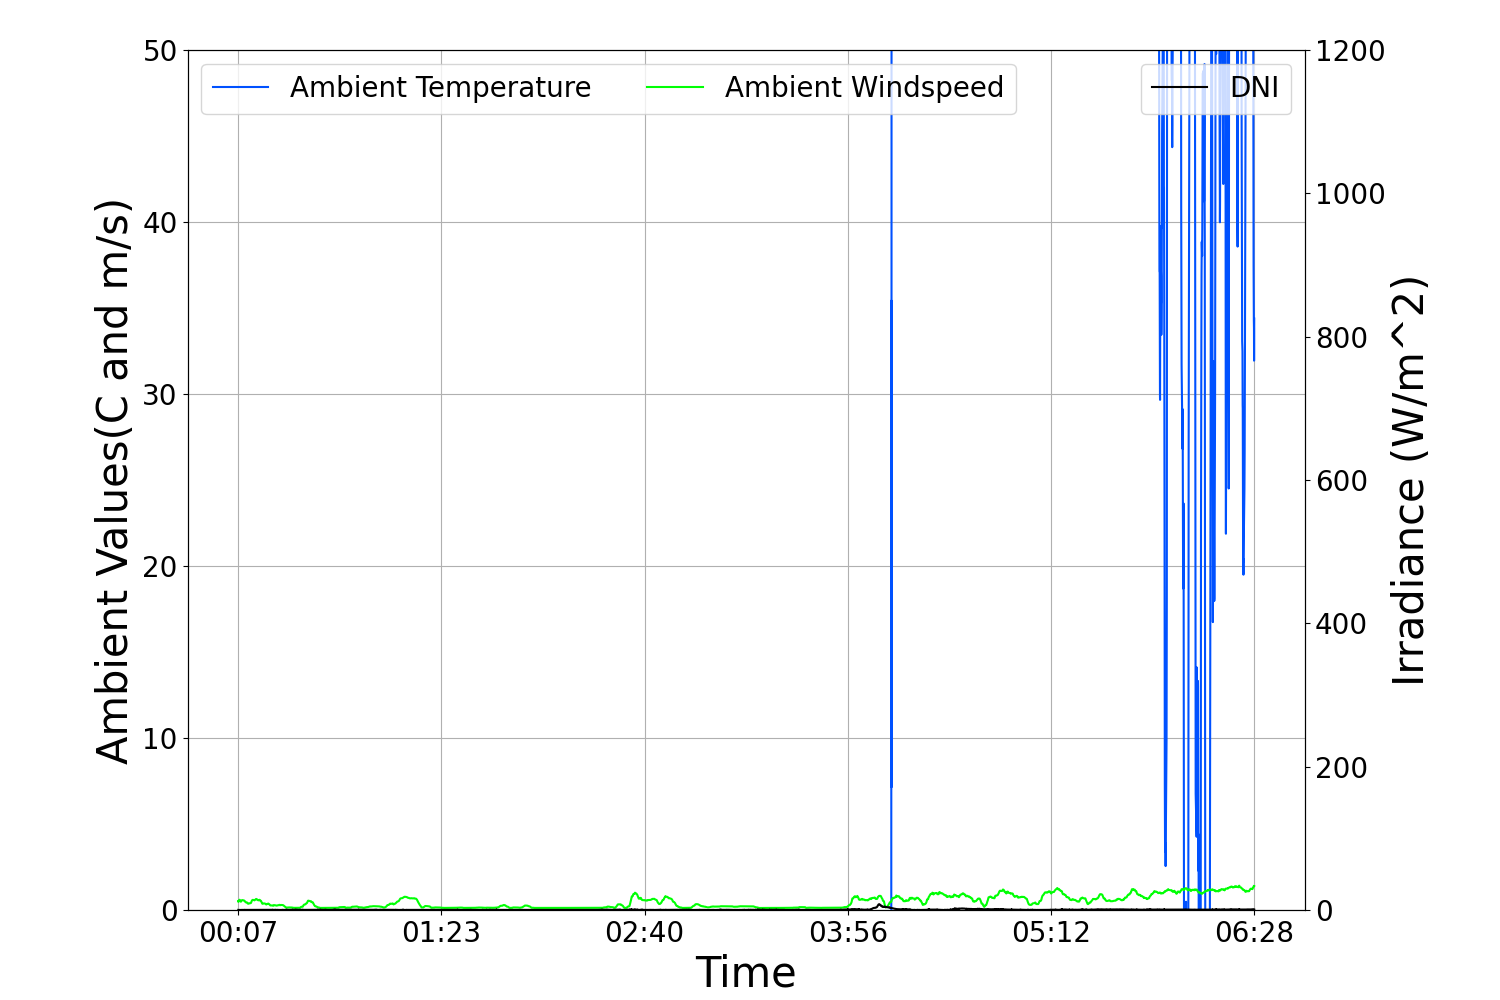 Ambient Temperature
Ambient Windspeed
DNI
50
40
30
20
10
0
Ambient Values(C and m/s)
1200
1000
800
600
400
200
0
Irradiance (W/m^2)
00:07 01:23 02:40 03:56 05:12 06:28
Time